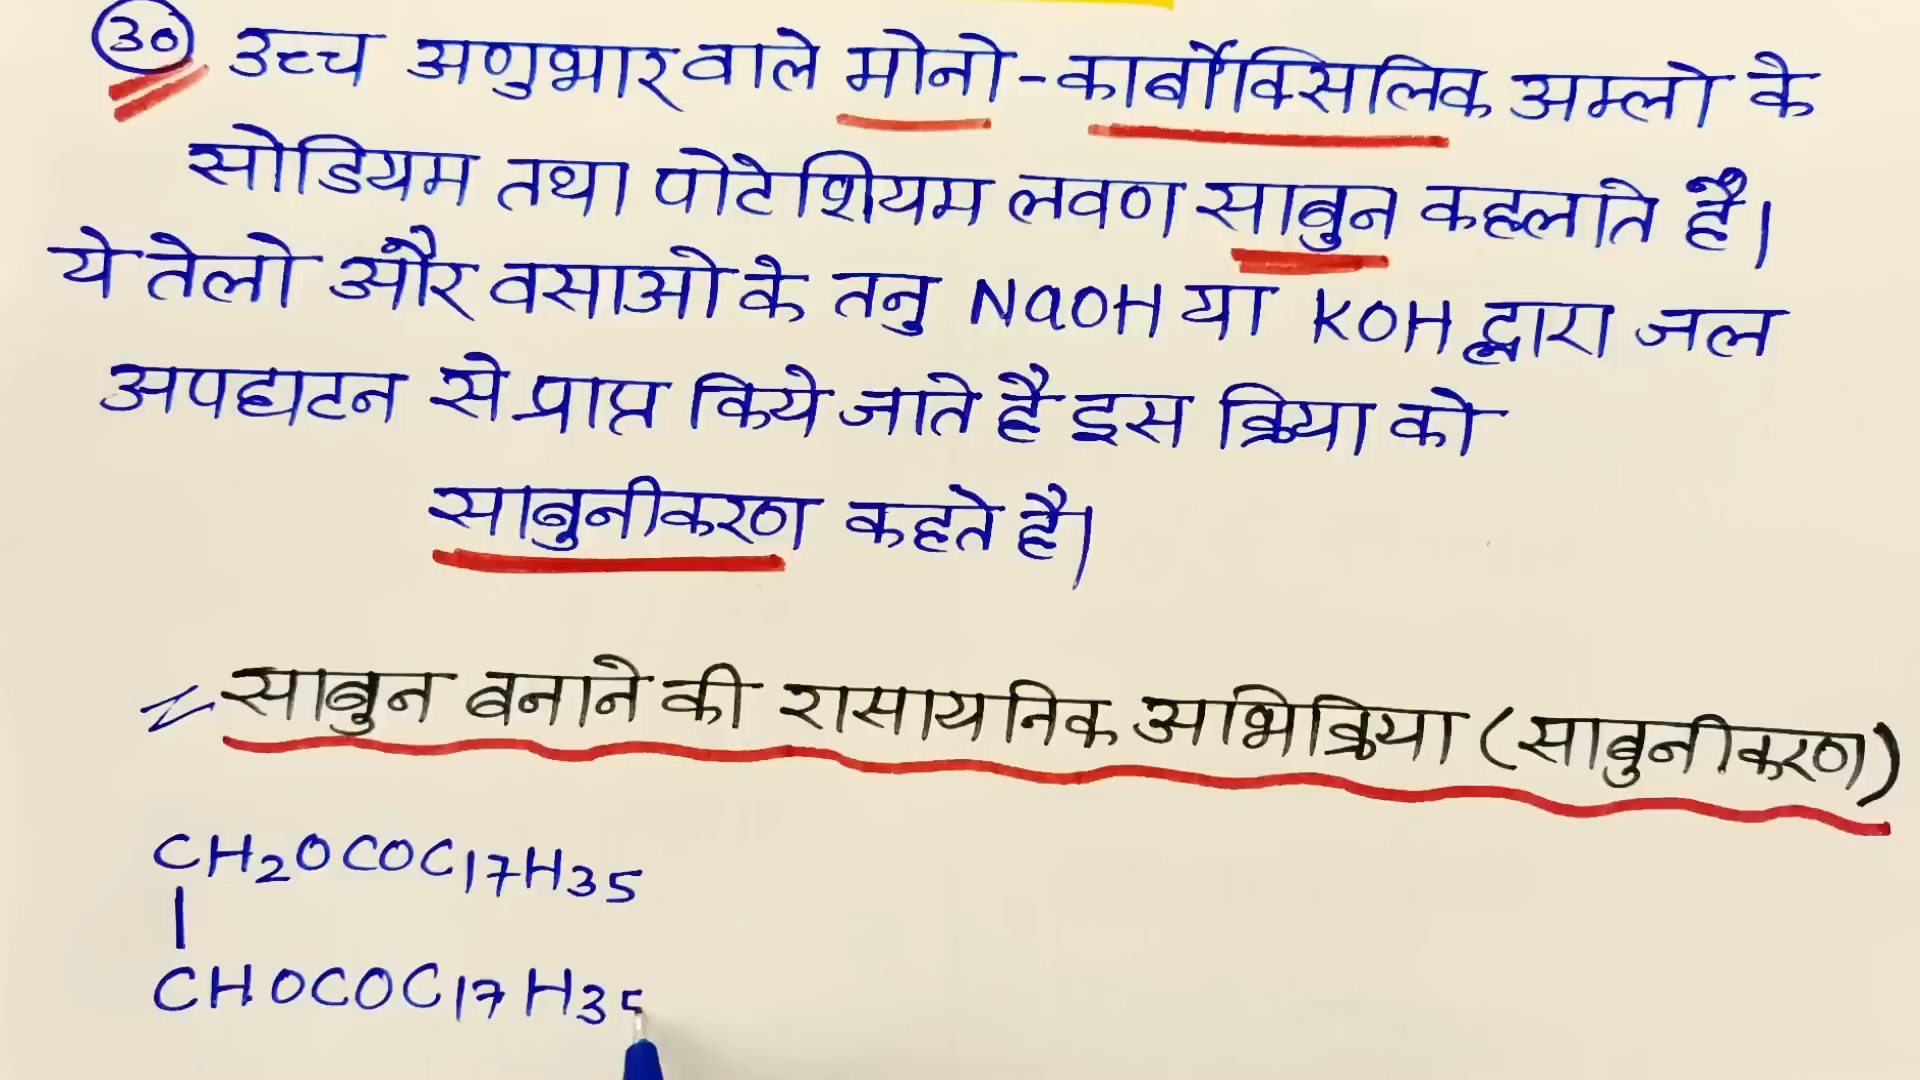 30 उच्च अणुभार वाले मोनो-कार्बोक्सिलिक अम्लो के
सोडियम तथा पोटेशियम लवण साबुन कहलाते है।
ये तेलो और वसाओ के तनु NaOH या KOH द्वारा जल
अपघटन से प्राप्त किये जाते है इस क्रिया को
साबुनीकरण कहते है।
साबुन बनाने की रासायनिक अभिक्रिया (साबुनीकरण)
CH2OCOC17H35
|
CHOCOC17H35